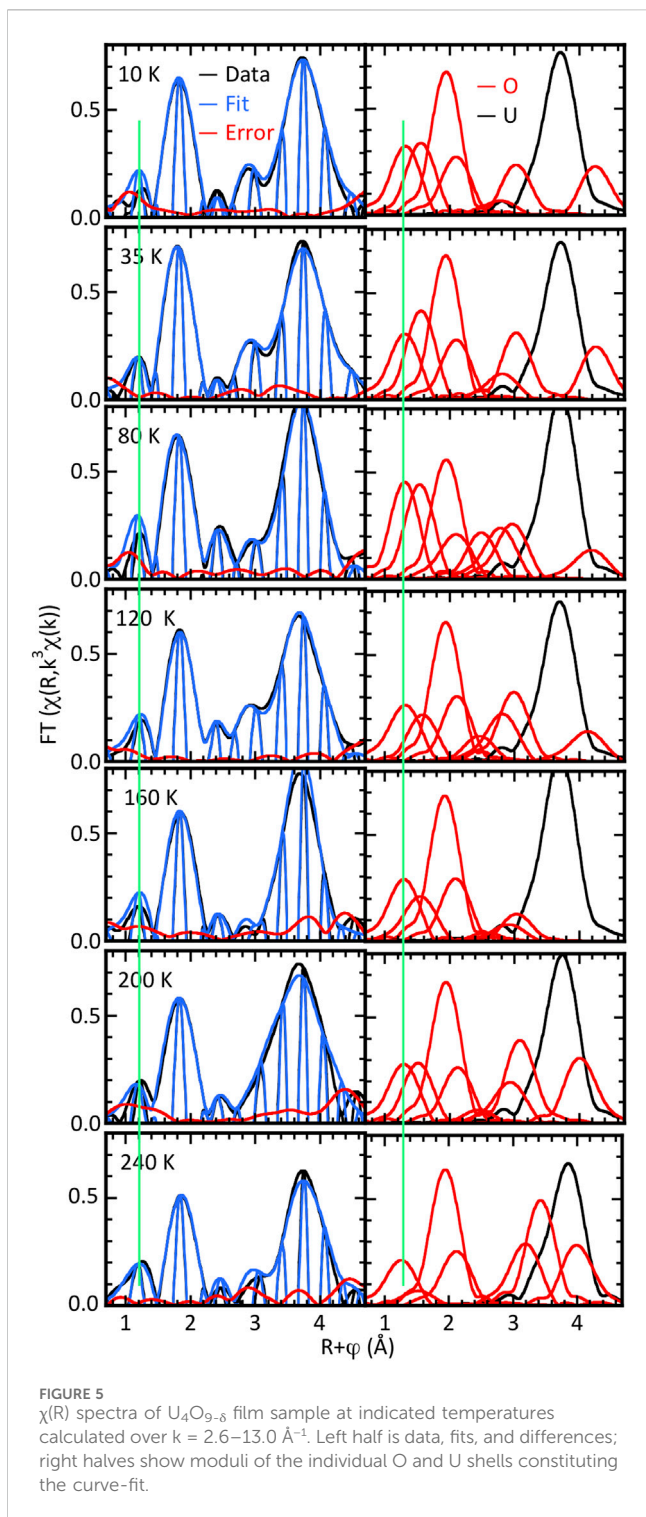 10 K
Data
Fit
Error
O
U
0.5
0.0
35 K
0.5
0.0
80 K
0.5
0.0
120 K
0.5
0.0
160 K
0.5
0.0
200 K
0.5
0.0
240 K
0.5
0.0
FT (χ(R,k³χ(k))
1 2 3 4 1 2 3 4
R+φ (Å)
FIGURE 5
χ(R) spectra of U₄O₉₋δ film sample at indicated temperatures
calculated over k = 2.6–13.0 Å⁻¹. Left half is data, fits, and differences;
right halves show moduli of the individual O and U shells constituting
the curve-fit.